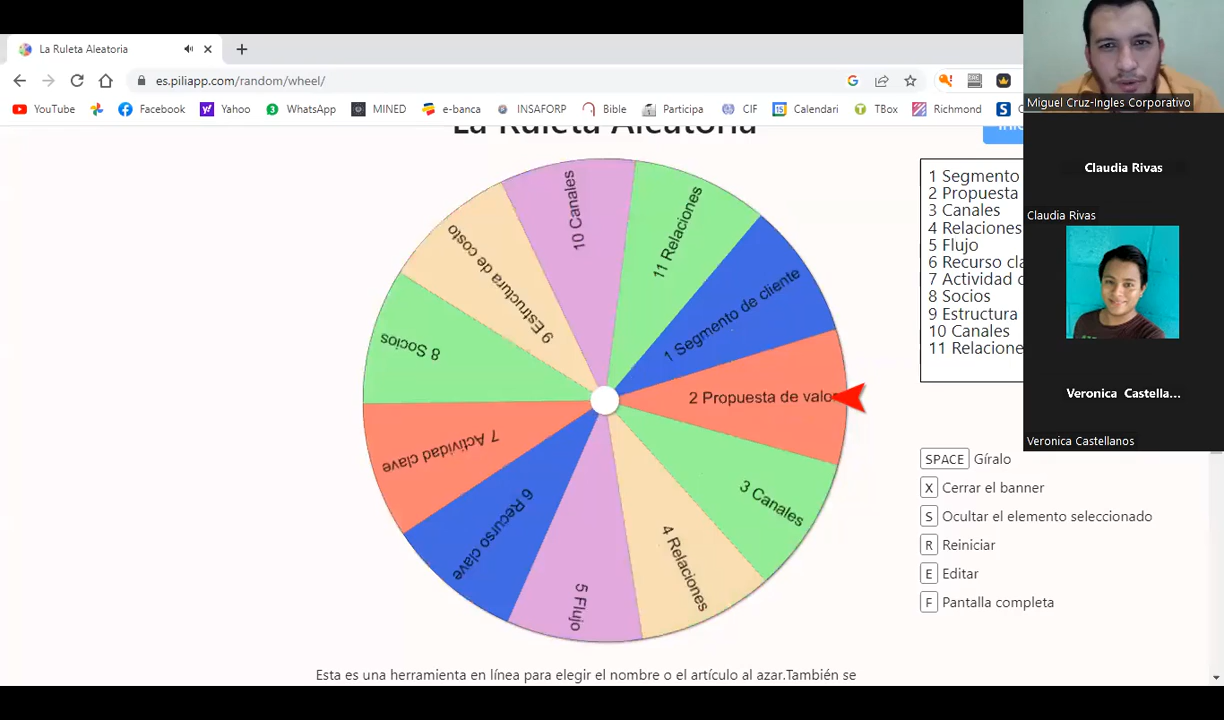 La Ruleta Aleatoria
es.piliapp.com/random/wheel/
YouTube
Facebook
Yahoo
WhatsApp
MINED
e-banca
INSAFORP
Bible
Participa
CIF
Calendari
TBox
Richmond
La Ruleta Aleatoria
1 Segmento de cliente
2 Propuesta de valo
3 Canales
4 Relaciones
5 Flujo
6 Recurso clave
7 Actividad clave
8 Socios
9 Estructura de costo
10 Canales
11 Relaciones
1 Segmento
2 Propuesta
3 Canales
4 Relaciones
5 Flujo
6 Recurso cla
7 Actividad c
8 Socios
9 Estructura
10 Canales
11 Relacione
SPACE Gíralo
X Cerrar el banner
S Ocultar el elemento seleccionado
R Reiniciar
E Editar
F Pantalla completa
Esta es una herramienta en línea para elegir el nombre o el artículo al azar.También se
Miguel Cruz-Ingles Corporativo
Claudia Rivas
Claudia Rivas
Veronica Castella...
Veronica Castellanos